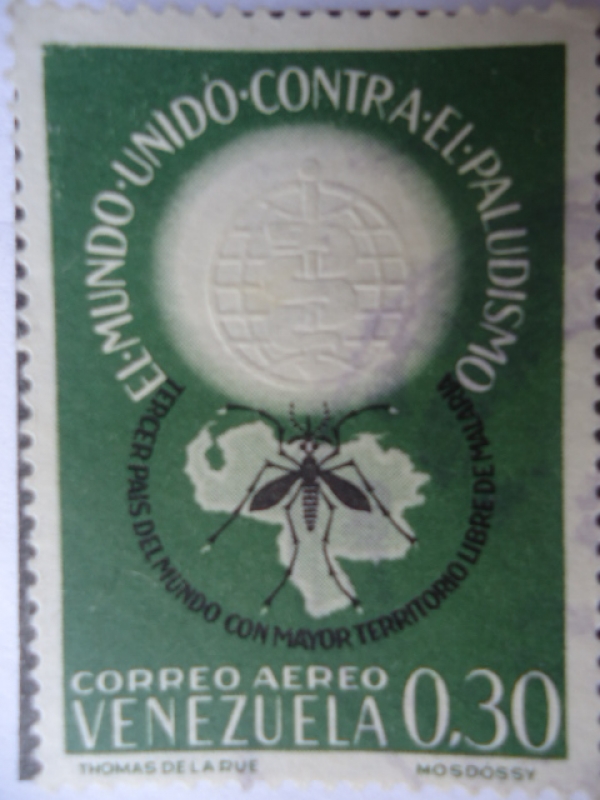 EL·MUNDO·UNIDO·CONTRA·EL·PALUDISMO
TERCER PAIS DEL MUNDO CON MAYOR TERRITORIO LIBRE DE MALARIA
CORREO AEREO
VENEZUELA 0,30
THOMAS DE LA RUE MOSDÓSSY